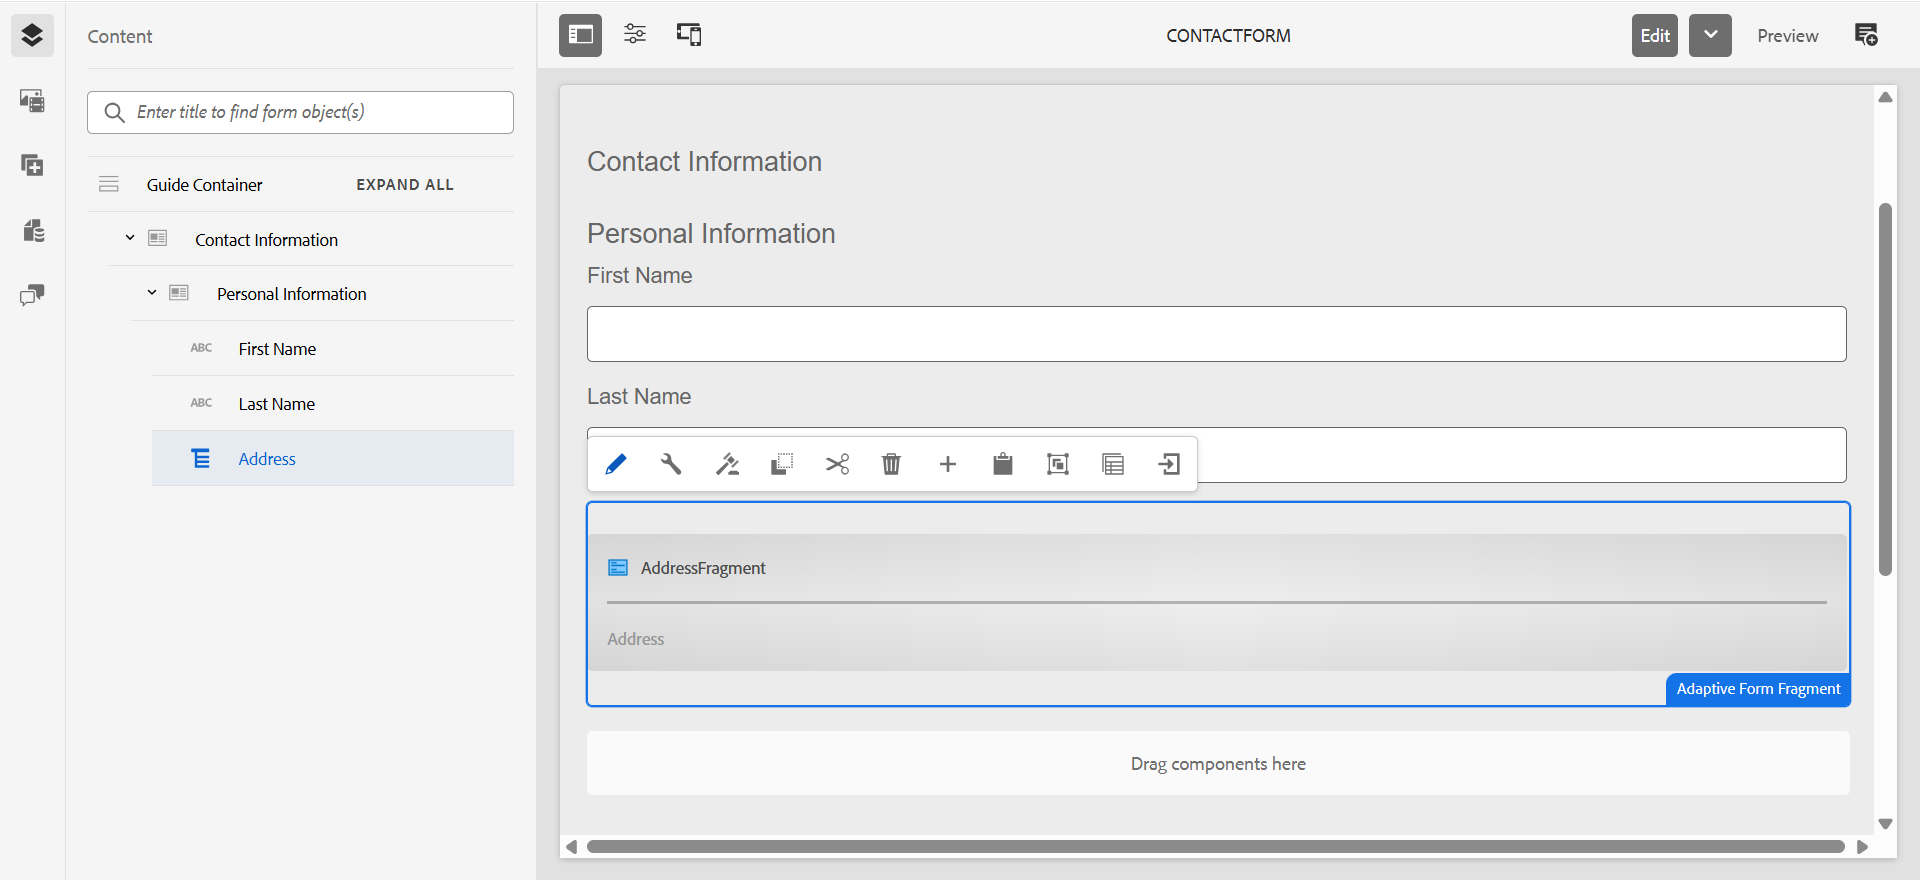 Content
CONTACTFORM
Edit
Preview
Enter title to find form object(s)
Guide Container
EXPAND ALL
Contact Information
Personal Information
ABC First Name
ABC Last Name
Address
Contact Information
Personal Information
First Name
Last Name
AddressFragment
Address
Adaptive Form Fragment
Drag components here